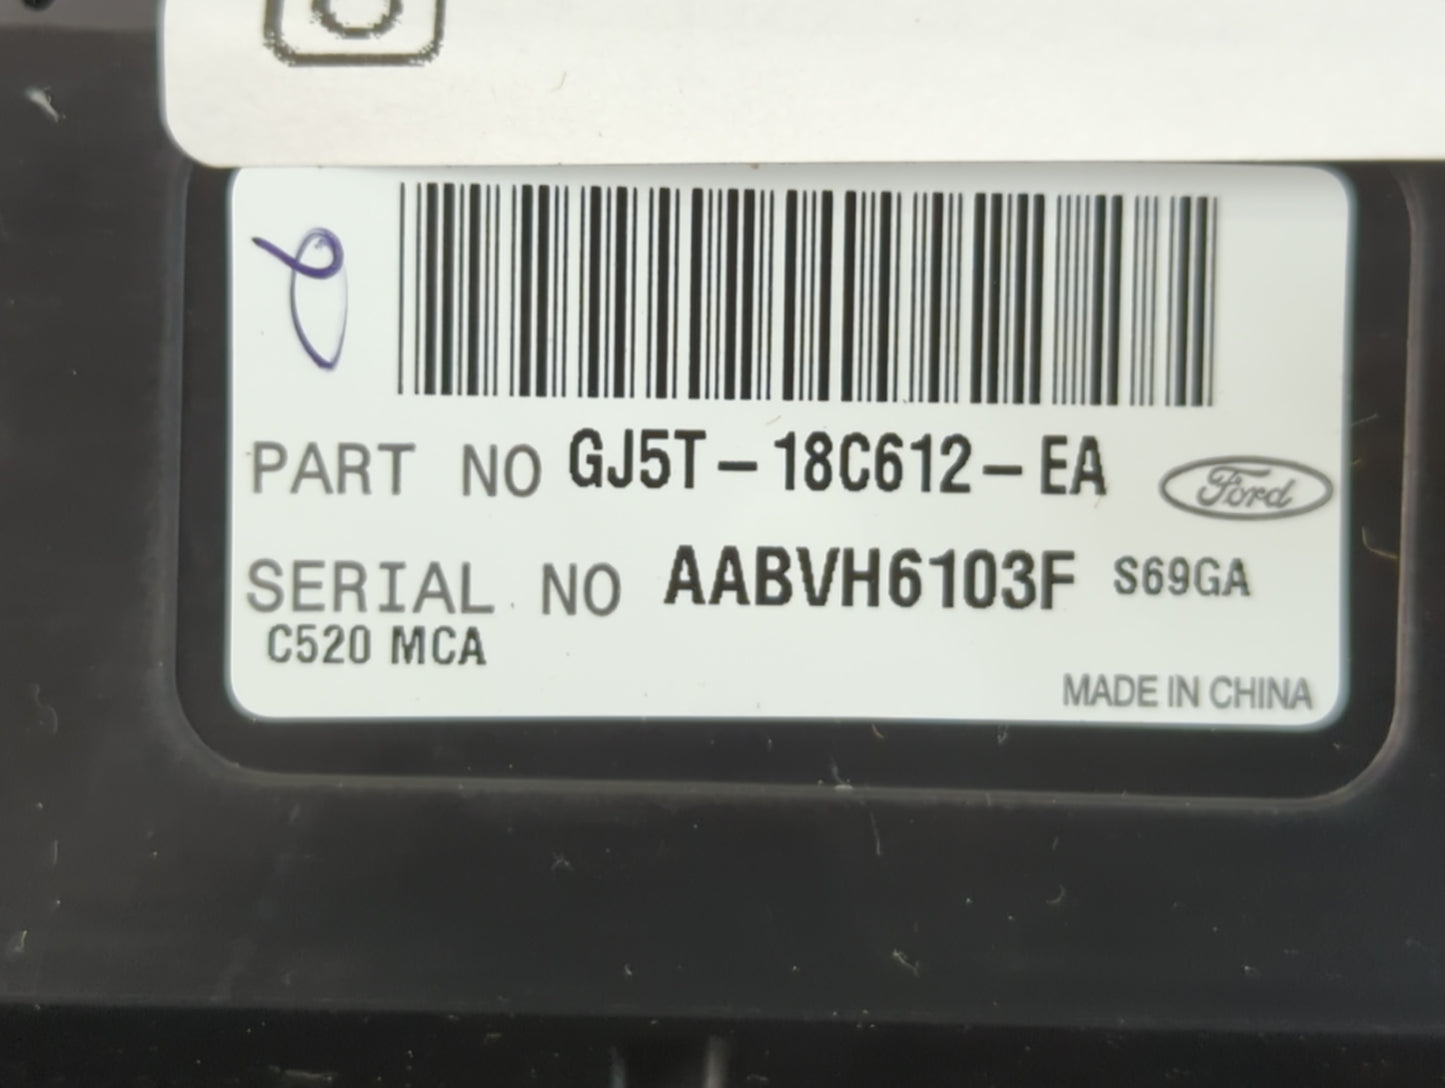 PART NO GJ5T-18C612-EA Ford
SERIAL NO AABVH6103F S69GA
C520 MCA
MADE IN CHINA